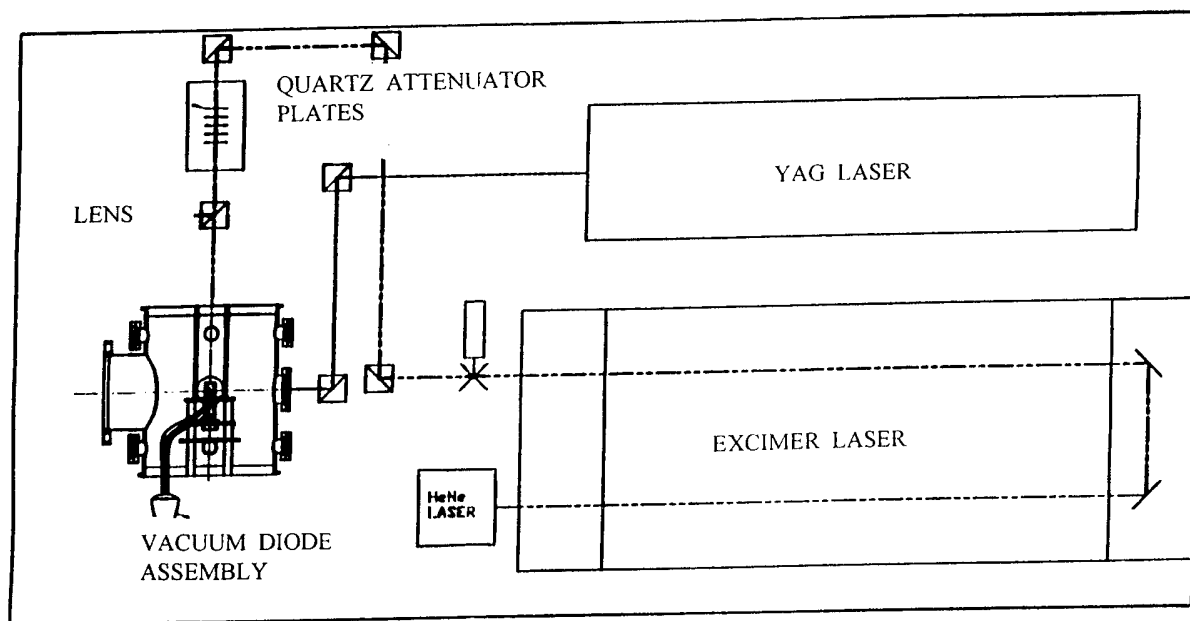 QUARTZ ATTENUATOR
PLATES
YAG LASER
LENS
EXCIMER LASER
HeNe
LASER
VACUUM DIODE
ASSEMBLY